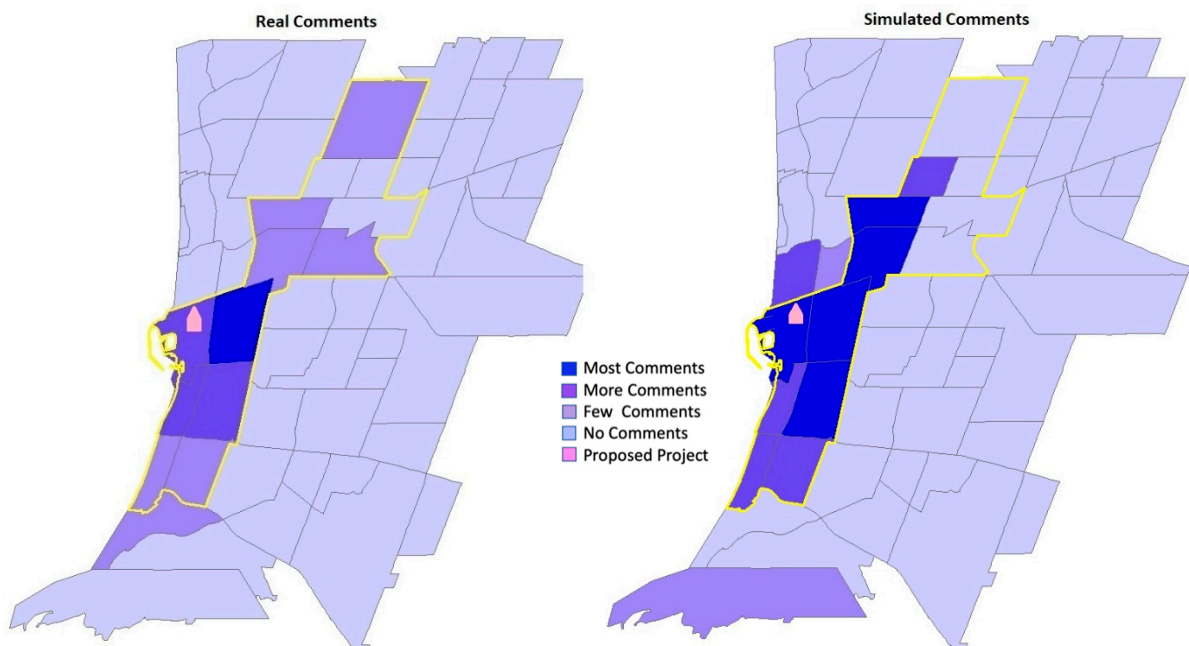 Real Comments
Simulated Comments
Most Comments
More Comments
Few Comments
No Comments
Proposed Project